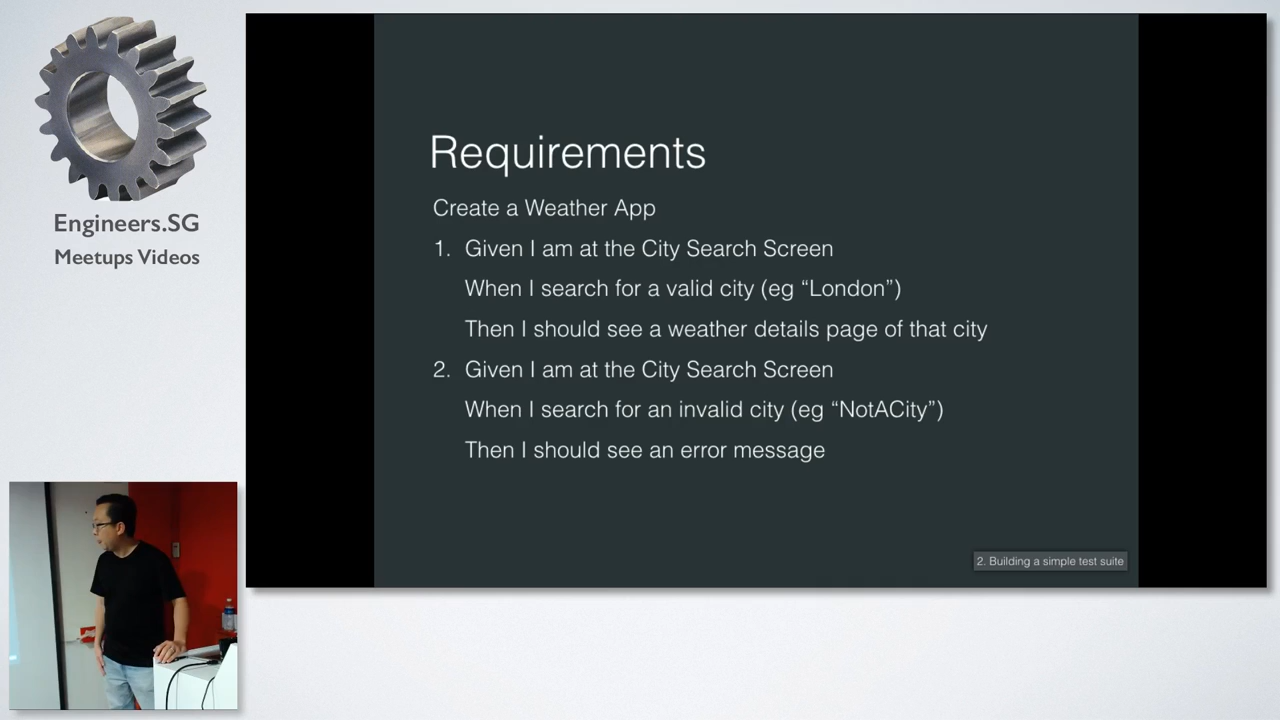 Engineers.SG
Meetups Videos
Requirements
Create a Weather App
1. Given I am at the City Search Screen
When I search for a valid city (eg “London”)
Then I should see a weather details page of that city
2. Given I am at the City Search Screen
When I search for an invalid city (eg “NotACity”)
Then I should see an error message
2. Building a simple test suite